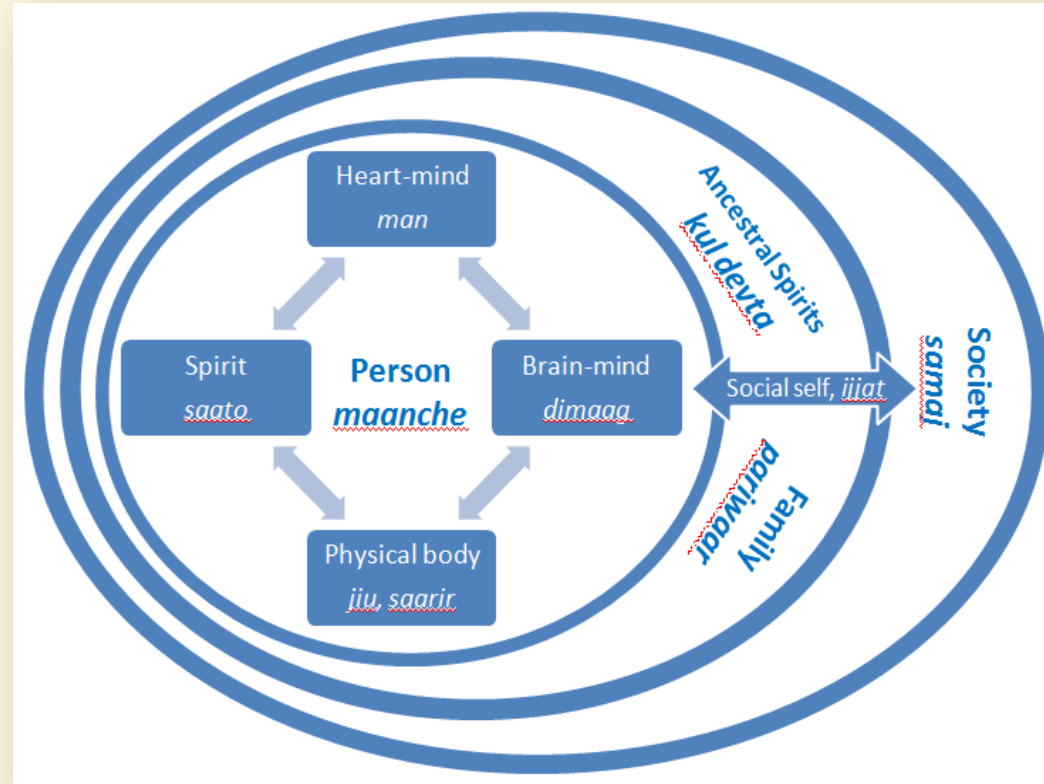 Heart-mind
man
Spirit
saato
Person
maanche
Brain-mind
dimaag
Physical body
jiu, saarir
Ancestral Spirits
kul devta
Social self, ijjat
Family
pariwaar
Society
samaj